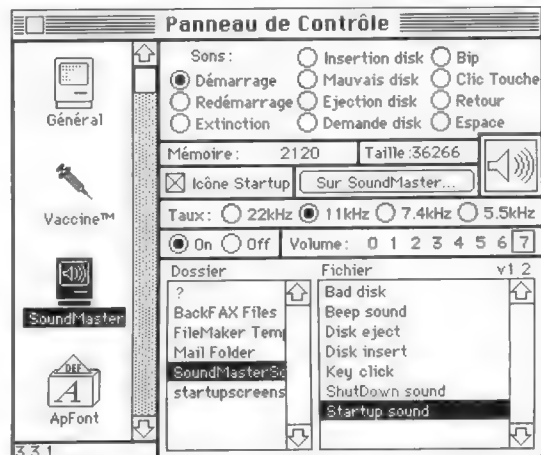 Panneau de Contrôle
Général
Vaccine™
SoundMaster
DEF
A
ApFont
3.3.1
Sons :
Démarrage
Redémarrage
Extinction
Insertion disk
Mauvais disk
Ejection disk
Demande disk
Bip
Clic Touche
Retour
Espace
Mémoire : 2120
Taille :36266
Icône Startup
Sur SoundMaster...
Taux : 22kHz 11kHz 7.4kHz 5.5kHz
On Off Volume : 0 1 2 3 4 5 6 7
Dossier
?
BackFAX Files
FileMaker Temp
Mail Folder
SoundMasterSo
startupscreens
Fichier v1.2
Bad disk
Beep sound
Disk eject
Disk insert
Key click
ShutDown sound
Startup sound